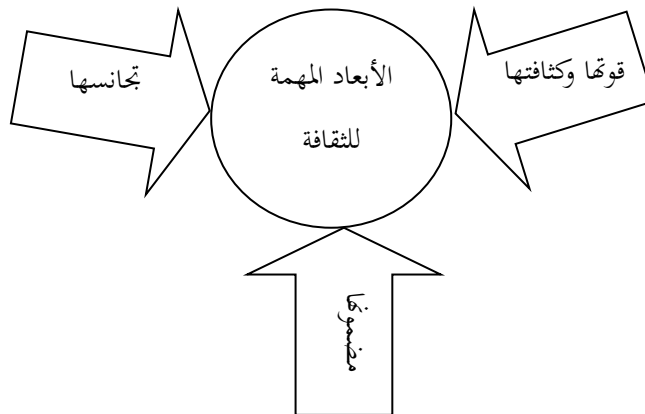 الأبعاد المهمة
للثقافة
قوتها وكثافتها
تجانسها
مضمونها